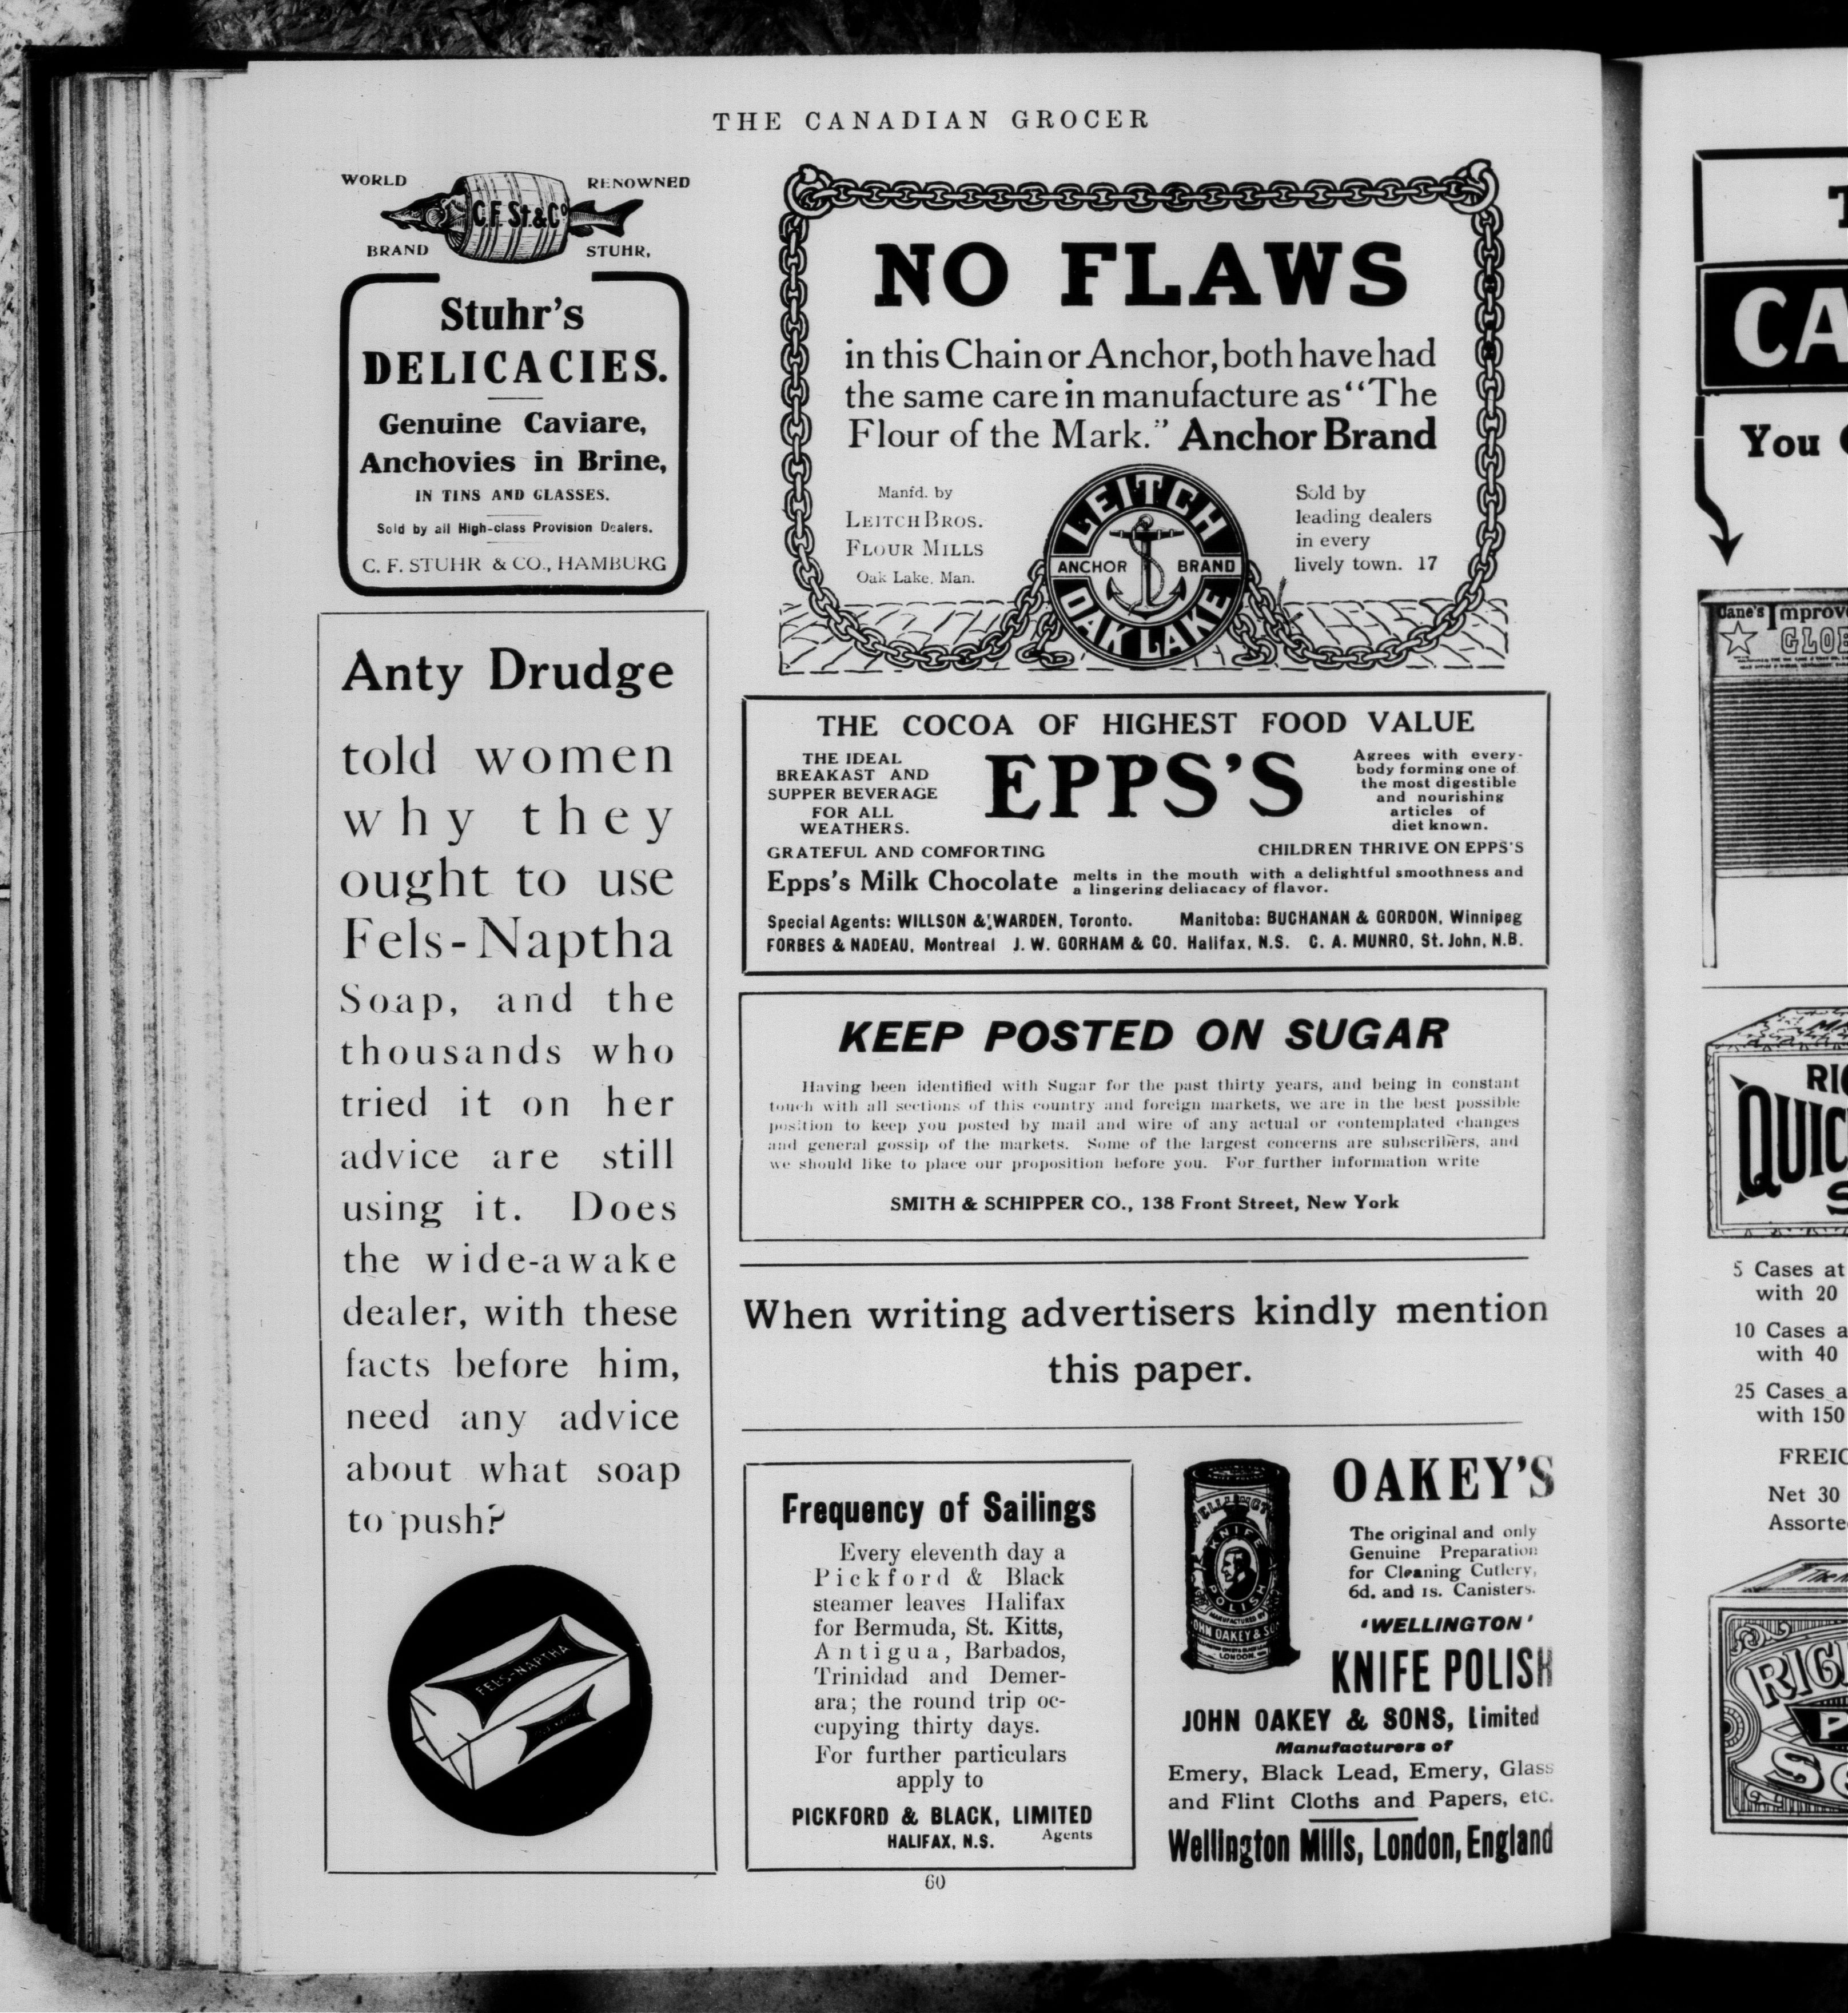 THE CANADIAN GROCER
WORLD RENOWNED
C.F. St. & Co
BRAND STUHR,
Stuhr's
DELICACIES.
Genuine Caviare,
Anchovies in Brine,
IN TINS AND GLASSES.
Sold by all High-class Provision Dealers.
C. F. STUHR & CO., HAMBURG
Anty Drudge
told women
why they
ought to use
Fels-Naptha
Soap, and the
thousands who
tried it on her
advice are still
using it. Does
the wide-awake
dealer, with these
facts before him,
need any advice
about what soap
to push?
FELS-NAPTHA
NO FLAWS
in this Chain or Anchor, both have had
the same care in manufacture as "The
Flour of the Mark." Anchor Brand
Manfd. by
LEITCH BROS.
FLOUR MILLS
Oak Lake, Man.
LEITCH
ANCHOR BRAND
OAK LAKE
Sold by
leading dealers
in every
lively town. 17
THE COCOA OF HIGHEST FOOD VALUE
THE IDEAL
BREAKAST AND
SUPPER BEVERAGE
FOR ALL
WEATHERS.
EPPS'S
Agrees with every-
body forming one of
the most digestible
and nourishing
articles of
diet known.
GRATEFUL AND COMFORTING
CHILDREN THRIVE ON EPPS'S
Epps's Milk Chocolate melts in the mouth with a delightful smoothness and
a lingering deliacacy of flavor.
Special Agents: WILLSON & WARDEN, Toronto. Manitoba: BUCHANAN & GORDON, Winnipeg
FORBES & NADEAU, Montreal J. W. GORHAM & CO. Halifax, N.S. C. A. MUNRO, St. John, N.B.
KEEP POSTED ON SUGAR
Having been identified with Sugar for the past thirty years, and being in constant
touch with all sections of this country and foreign markets, we are in the best possible
position to keep you posted by mail and wire of any actual or contemplated changes
and general gossip of the markets. Some of the largest concerns are subscribers, and
we should like to place our proposition before you. For further information write
SMITH & SCHIPPER CO., 138 Front Street, New York
When writing advertisers kindly mention
this paper.
Frequency of Sailings
Every eleventh day a
Pickford & Black
steamer leaves Halifax
for Bermuda, St. Kitts,
Antigua, Barbados,
Trinidad and Demer-
ara; the round trip oc-
cupying thirty days.
For further particulars
apply to
PICKFORD & BLACK, LIMITED
HALIFAX, N.S. Agents
KNIFE
POLISH
MANUFACTURED BY
JOHN OAKEY & SO
LONDON.
OAKEY'S
The original and only
Genuine Preparation
for Cleaning Cutlery,
6d. and 1s. Canisters.
'WELLINGTON'
KNIFE POLISH
JOHN OAKEY & SONS, Limited
Manufacturers of
Emery, Black Lead, Emery, Glass
and Flint Cloths and Papers, etc.
Wellington Mills, London, England
60
T
CA
You
Cane's Improv
GLOB
RIG
QUIC
S
5 Cases at
with 20
10 Cases a
with 40
25 Cases a
with 150
FREIG
Net 30
Assorte
RIG
P
S